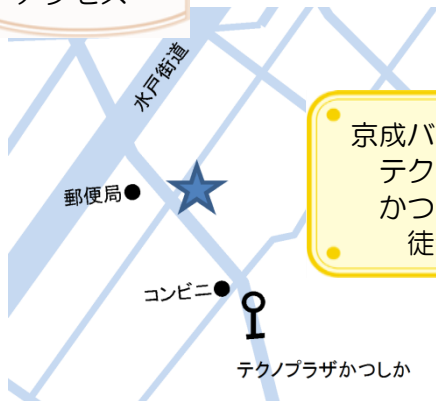 アクセス
水戸街道
京成バ
テク
かつ
徒
郵便局
コンビニ
テクノプラザかつしか